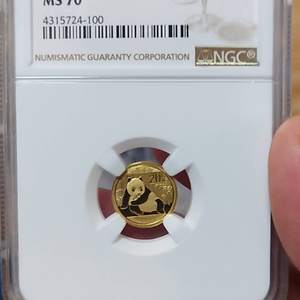 MS 70
4315724-100
NUMISMATIC GUARANTY CORPORATION
NGC